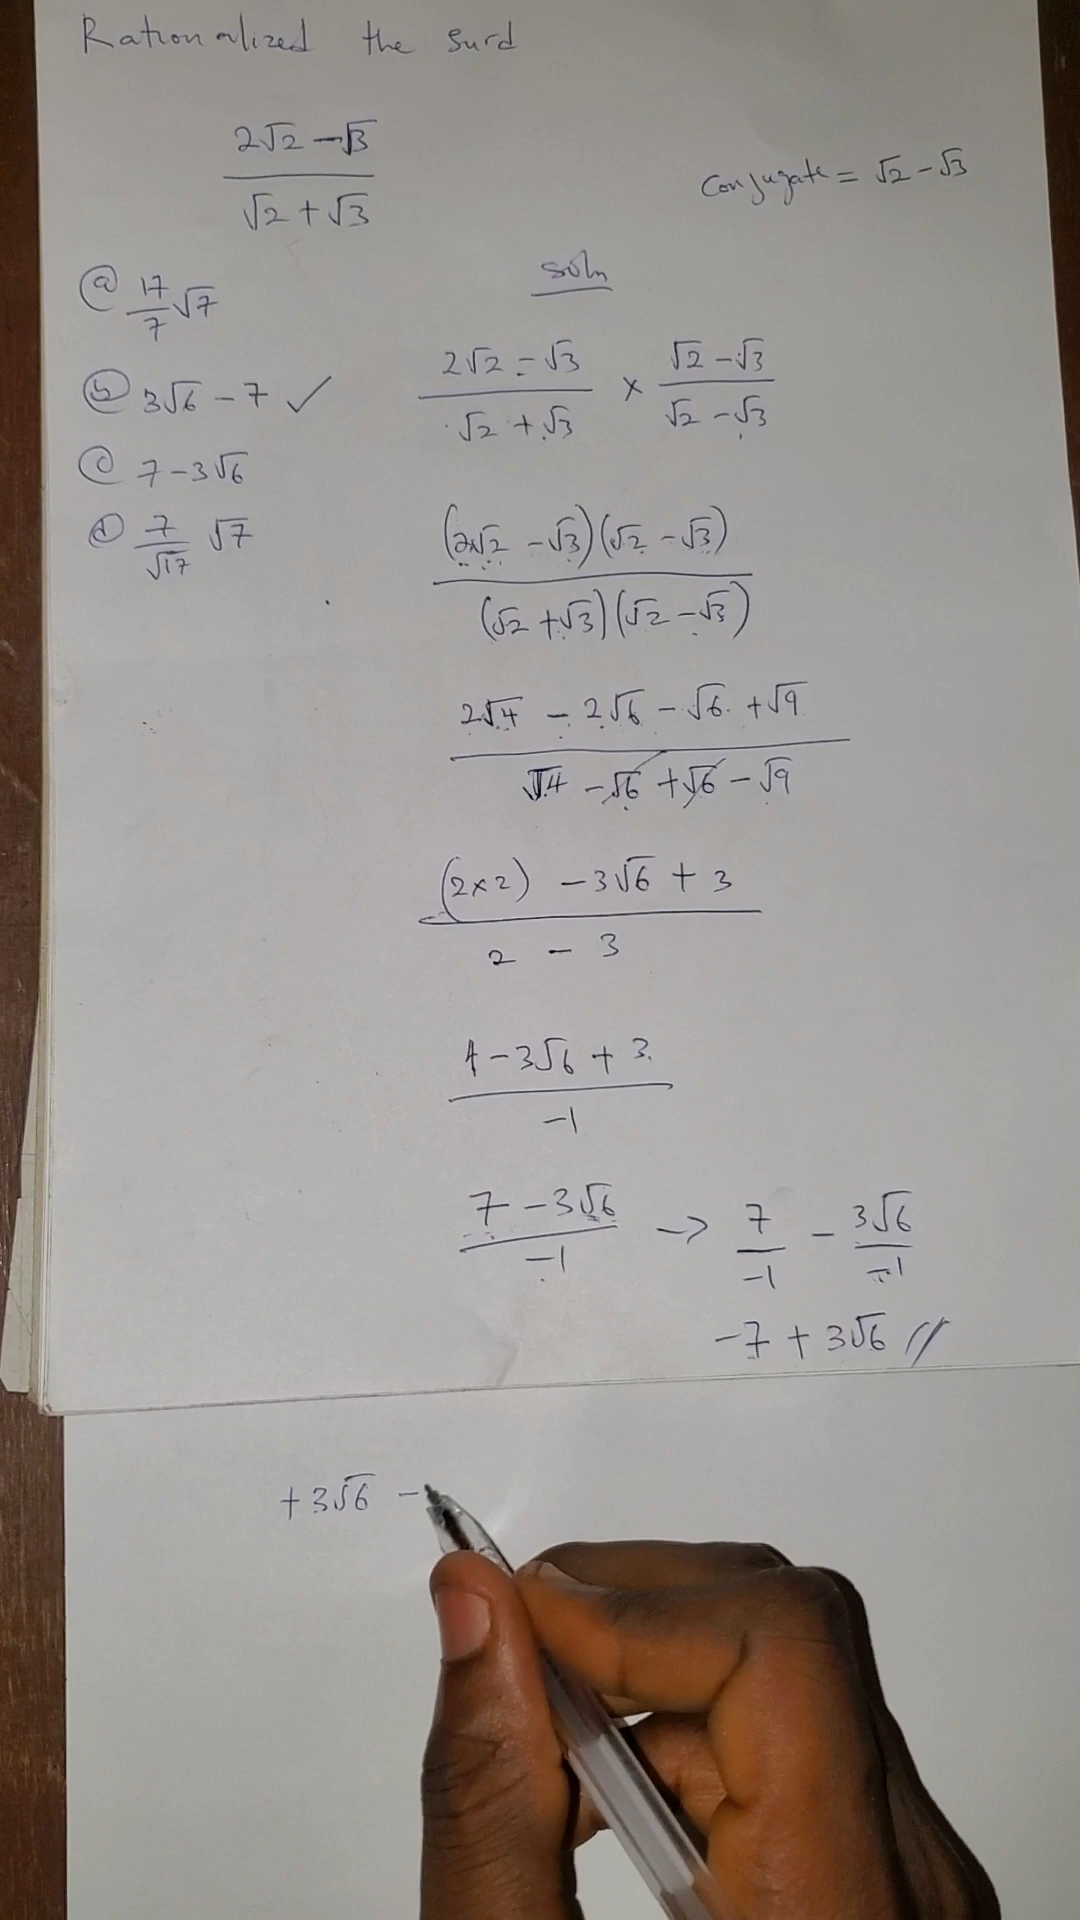 Rationalized the surd
2√2 - √3
√2 + √3
Conjugate = √2 - √3
soln
(a) 17/7 √7
(b) 3√6 - 7 ✓
(c) 7 - 3√6
(d) 7/√17 √7
2√2 - √3 / √2 + √3 × √2 - √3 / √2 - √3
(2√2 - √3)(√2 - √3)
(√2 + √3)(√2 - √3)
2√4 - 2√6 - √6 + √9
√4 - √6 + √6 - √9
(2×2) - 3√6 + 3
2 - 3
4 - 3√6 + 3
-1
7 - 3√6 / -1 → 7/-1 - 3√6/-1
-7 + 3√6 //
+3√6 -